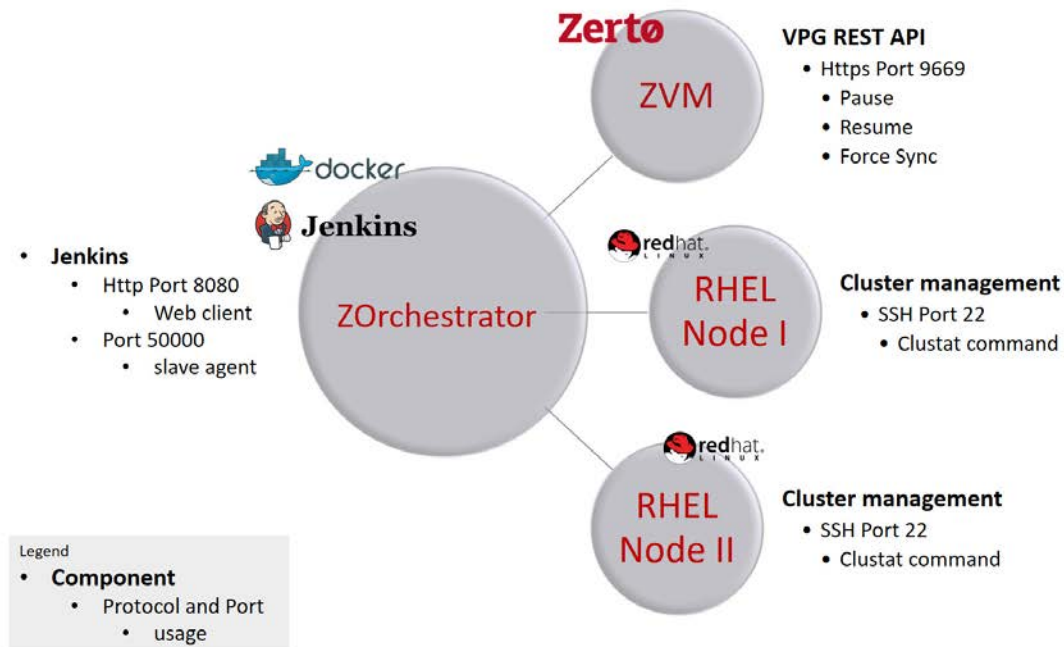 Zerto
ZVM
VPG REST API
• Https Port 9669
• Pause
• Resume
• Force Sync
docker
Jenkins
ZOrchestrator
• Jenkins
• Http Port 8080
• Web client
• Port 50000
• slave agent
redhat.
LINUX
RHEL
Node I
Cluster management
• SSH Port 22
• Clustat command
redhat.
LINUX
RHEL
Node II
Cluster management
• SSH Port 22
• Clustat command
Legend
• Component
• Protocol and Port
• usage